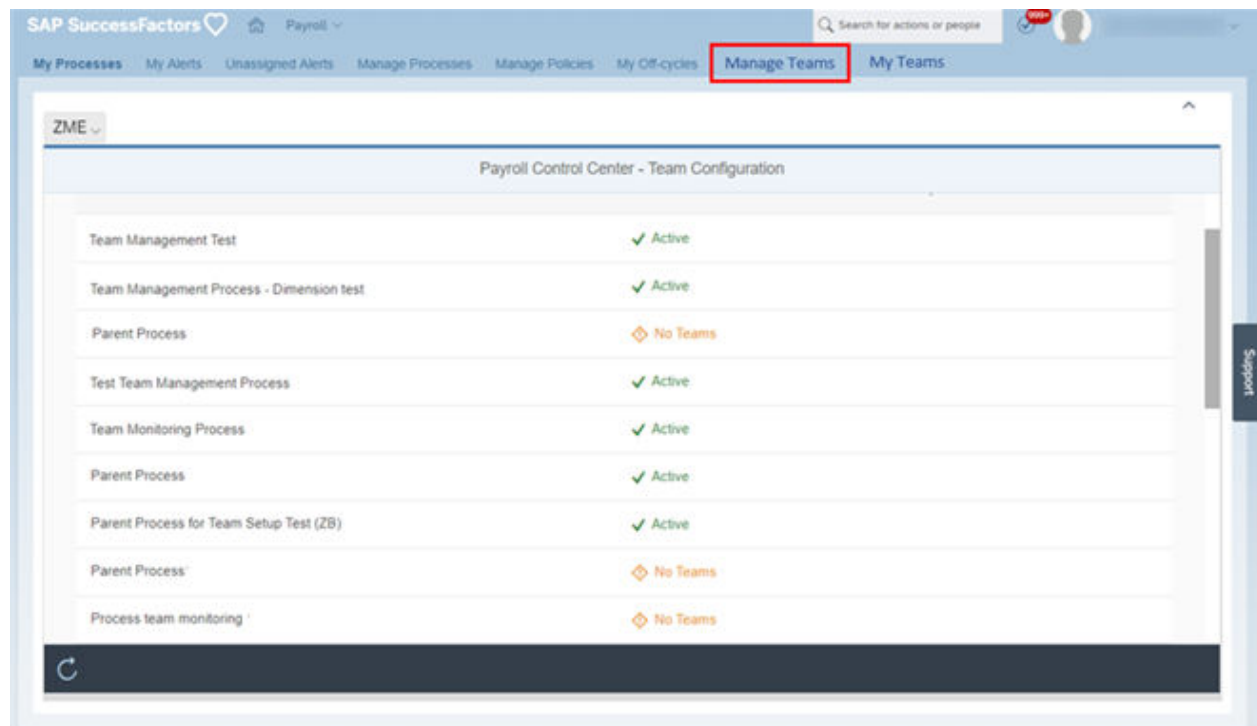 SAP SuccessFactors Payroll Search for actions or people 999+
My Processes My Alerts Unassigned Alerts Manage Processes Manage Policies My Off-cycles Manage Teams My Teams
ZME
Payroll Control Center - Team Configuration
Team Management Test Active
Team Management Process - Dimension test Active
Parent Process No Teams
Test Team Management Process Active
Team Monitoring Process Active
Parent Process Active
Parent Process for Team Setup Test (ZB) Active
Parent Process No Teams
Process team monitoring No Teams
Support